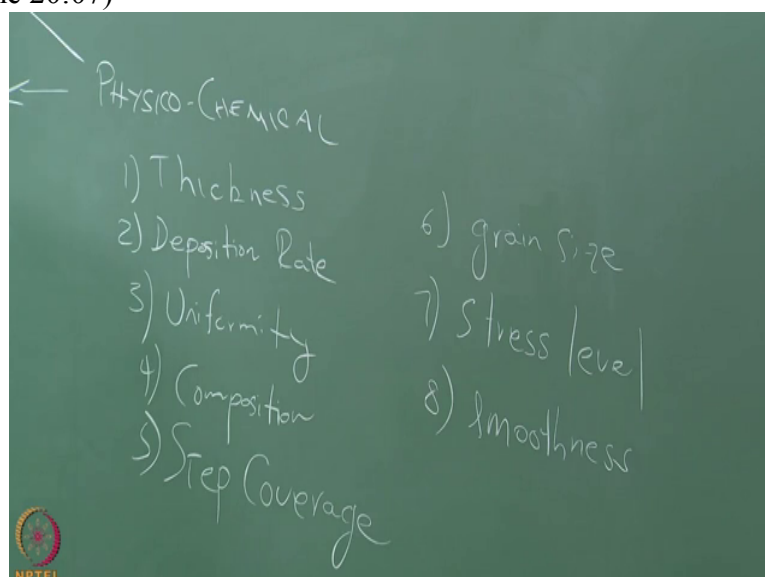 PHYSICO-CHEMICAL
1) Thickness
2) Deposition Rate
3) Uniformity
4) Composition
5) Step Coverage
6) grain size
7) Stress level
8) Smoothness
NPTEL